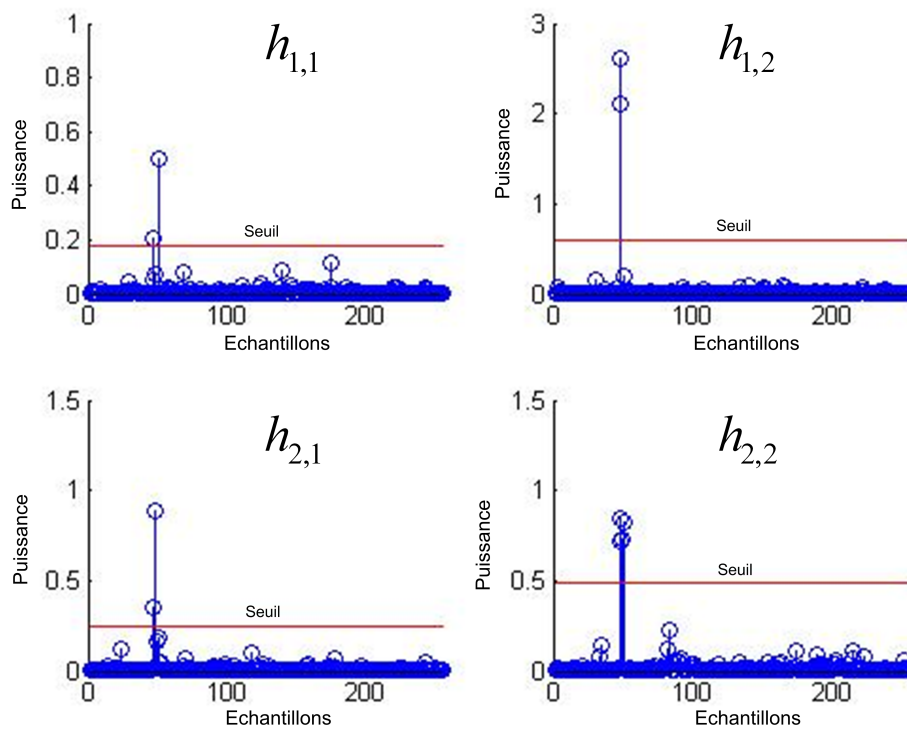 h1,1
1
0.8
0.6
0.4
0.2
0
Puissance
Seuil
0 100 200
Echantillons
h1,2
3
2
1
0
Puissance
Seuil
0 100 200
Echantillons
h2,1
1.5
1
0.5
0
Puissance
Seuil
0 100 200
Echantillons
h2,2
1.5
1
0.5
0
Puissance
Seuil
0 100 200
Echantillons